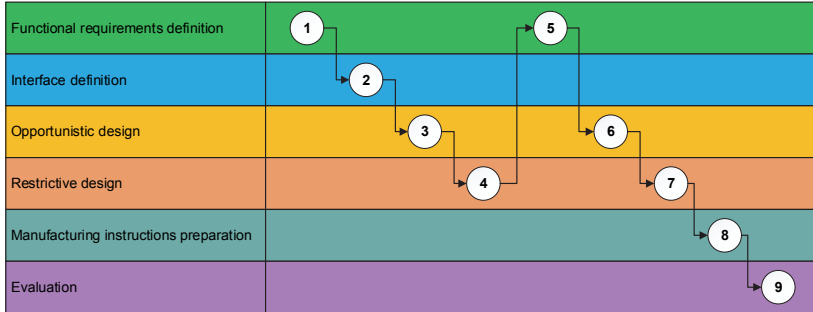 Functional requirements definition
1
5
Interface definition
2
Opportunistic design
3
6
Restrictive design
4
7
Manufacturing instructions preparation
8
Evaluation
9